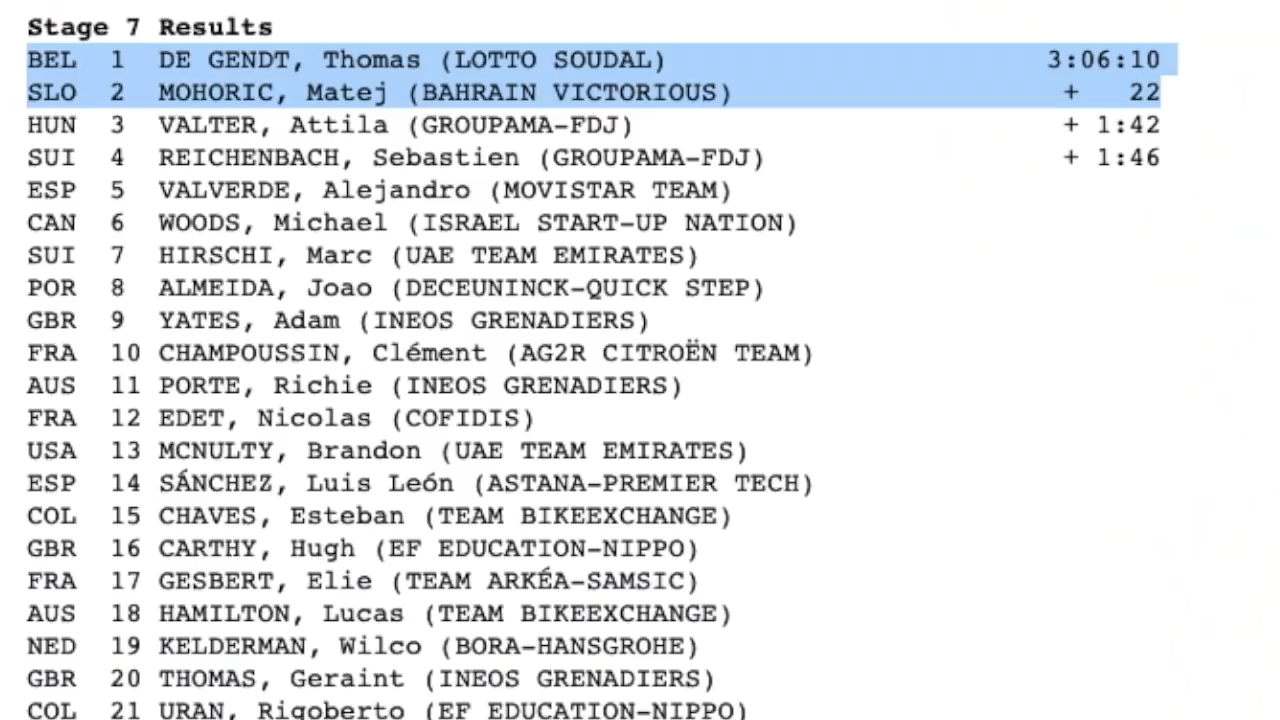 Stage 7 Results
BEL 1 DE GENDT, Thomas (LOTTO SOUDAL) 3:06:10
SLO 2 MOHORIC, Matej (BAHRAIN VICTORIOUS) + 22
HUN 3 VALTER, Attila (GROUPAMA-FDJ) + 1:42
SUI 4 REICHENBACH, Sebastien (GROUPAMA-FDJ) + 1:46
ESP 5 VALVERDE, Alejandro (MOVISTAR TEAM)
CAN 6 WOODS, Michael (ISRAEL START-UP NATION)
SUI 7 HIRSCHI, Marc (UAE TEAM EMIRATES)
POR 8 ALMEIDA, Joao (DECEUNINCK-QUICK STEP)
GBR 9 YATES, Adam (INEOS GRENADIERS)
FRA 10 CHAMPOUSSIN, Clément (AG2R CITROËN TEAM)
AUS 11 PORTE, Richie (INEOS GRENADIERS)
FRA 12 EDET, Nicolas (COFIDIS)
USA 13 MCNULTY, Brandon (UAE TEAM EMIRATES)
ESP 14 SÁNCHEZ, Luis León (ASTANA-PREMIER TECH)
COL 15 CHAVES, Esteban (TEAM BIKEEXCHANGE)
GBR 16 CARTHY, Hugh (EF EDUCATION-NIPPO)
FRA 17 GESBERT, Elie (TEAM ARKÉA-SAMSIC)
AUS 18 HAMILTON, Lucas (TEAM BIKEEXCHANGE)
NED 19 KELDERMAN, Wilco (BORA-HANSGROHE)
GBR 20 THOMAS, Geraint (INEOS GRENADIERS)
COL 21 URAN, Rigoberto (EF EDUCATION-NIPPO)